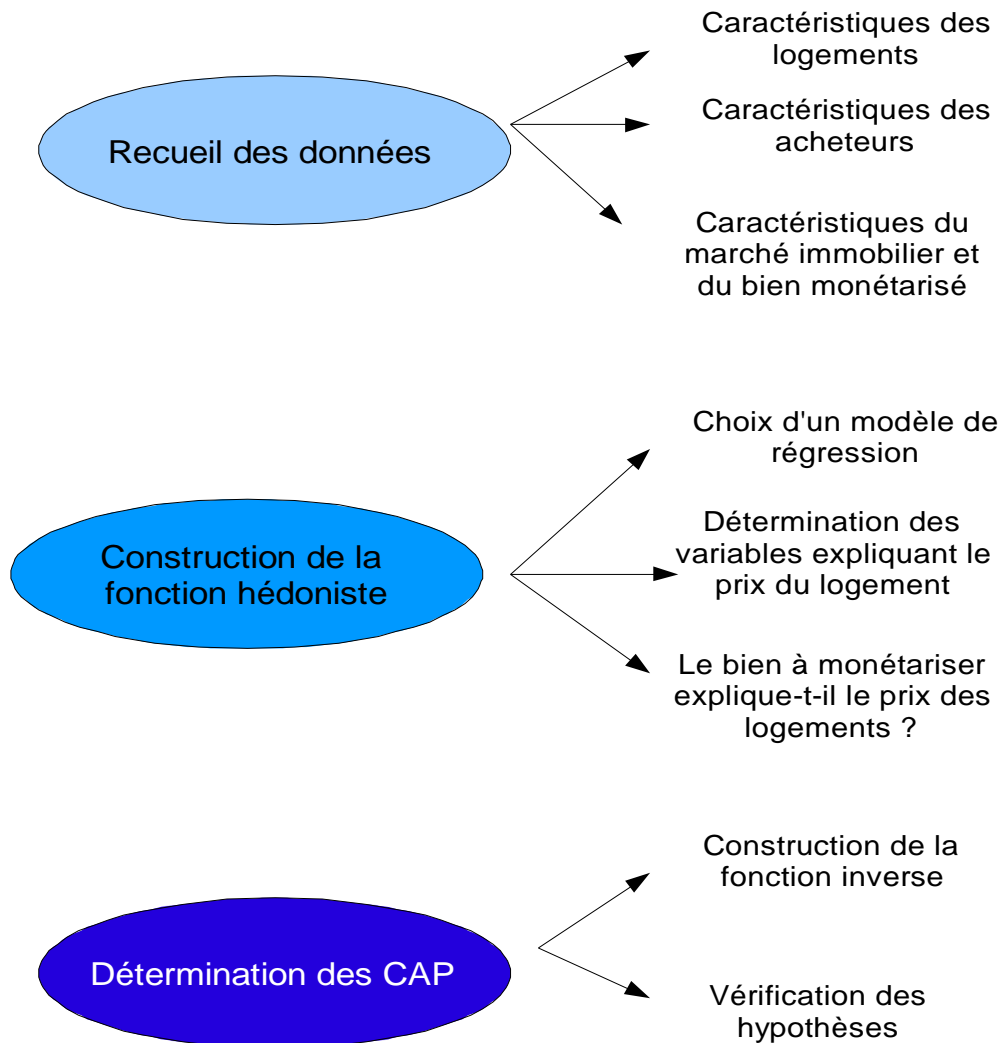 Recueil des données
Caractéristiques des
logements
Caractéristiques des
acheteurs
Caractéristiques du
marché immobilier et
du bien monétarisé
Construction de la
fonction hédoniste
Choix d'un modèle de
régression
Détermination des
variables expliquant le
prix du logement
Le bien à monétariser
explique-t-il le prix des
logements ?
Détermination des CAP
Construction de la
fonction inverse
Vérification des
hypothèses